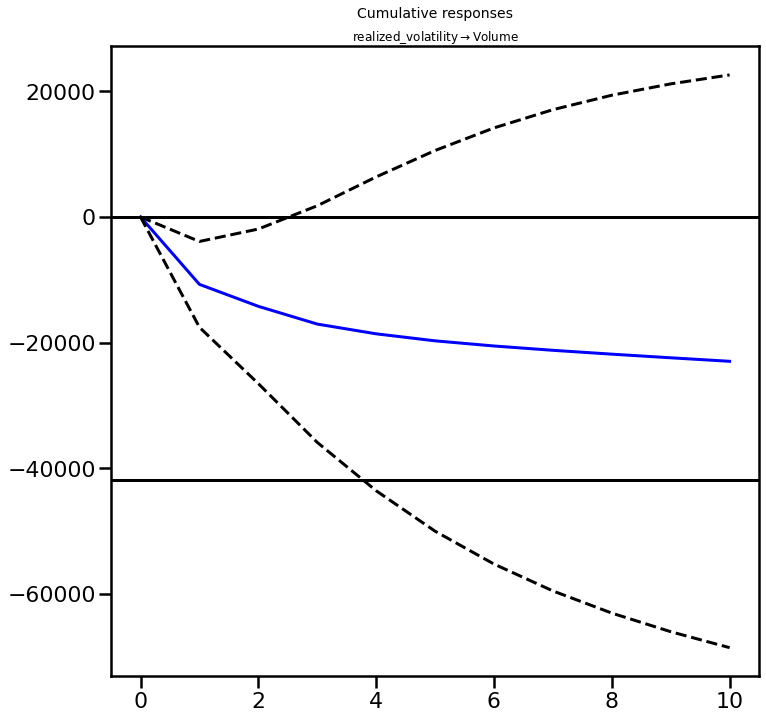 Cumulative responses
realized_volatility → Volume
20000
0
−20000
−40000
−60000
0 2 4 6 8 10